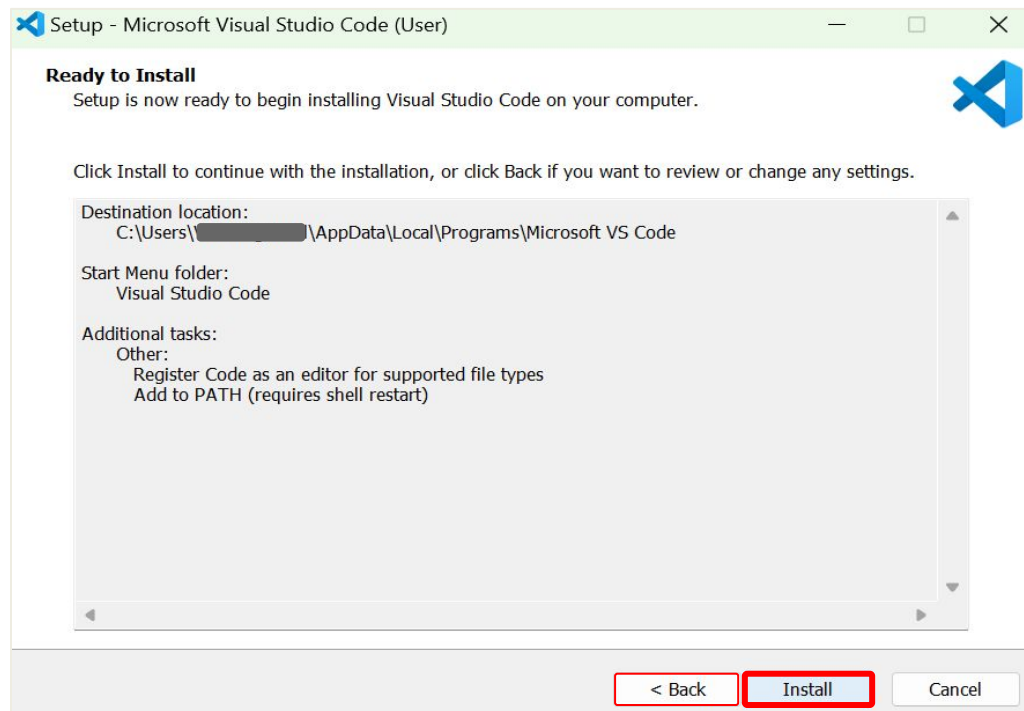 Setup - Microsoft Visual Studio Code (User)
Ready to Install
Setup is now ready to begin installing Visual Studio Code on your computer.
Click Install to continue with the installation, or click Back if you want to review or change any settings.
Destination location:
C:\Users\\AppData\Local\Programs\Microsoft VS Code
Start Menu folder:
Visual Studio Code
Additional tasks:
Other:
Register Code as an editor for supported file types
Add to PATH (requires shell restart)
< Back Install Cancel